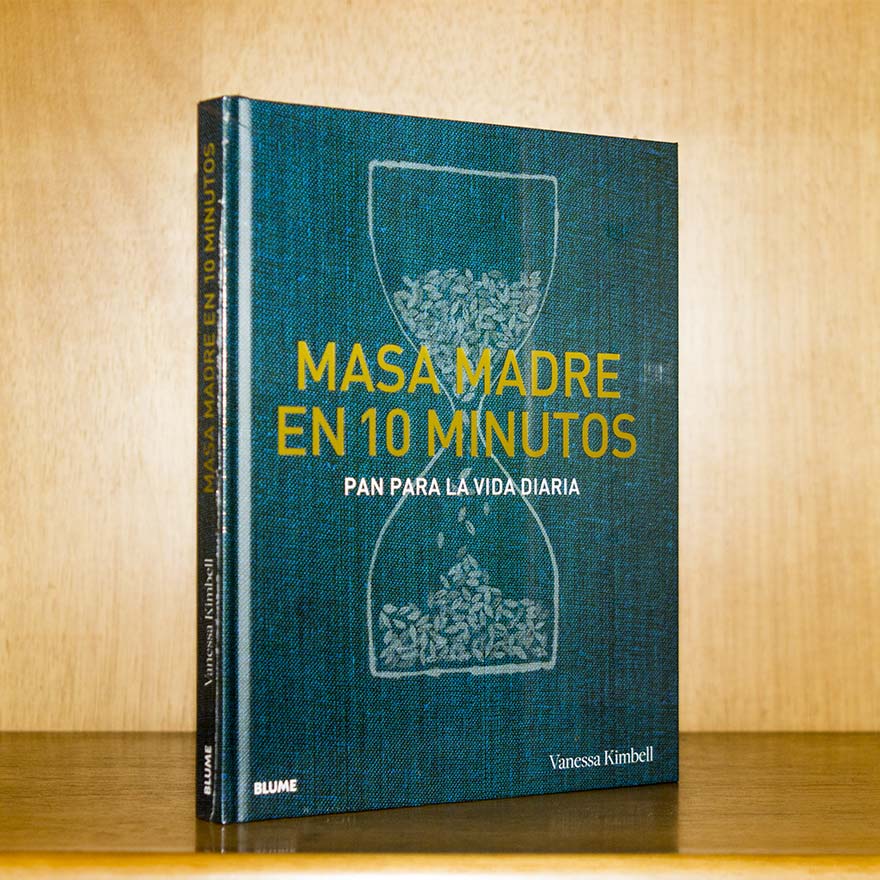 MASA MADRE EN 10 MINUTOS
Vanessa Kimbell
BLUME
MASA MADRE
EN 10 MINUTOS
PAN PARA LA VIDA DIARIA
Vanessa Kimbell
BLUME